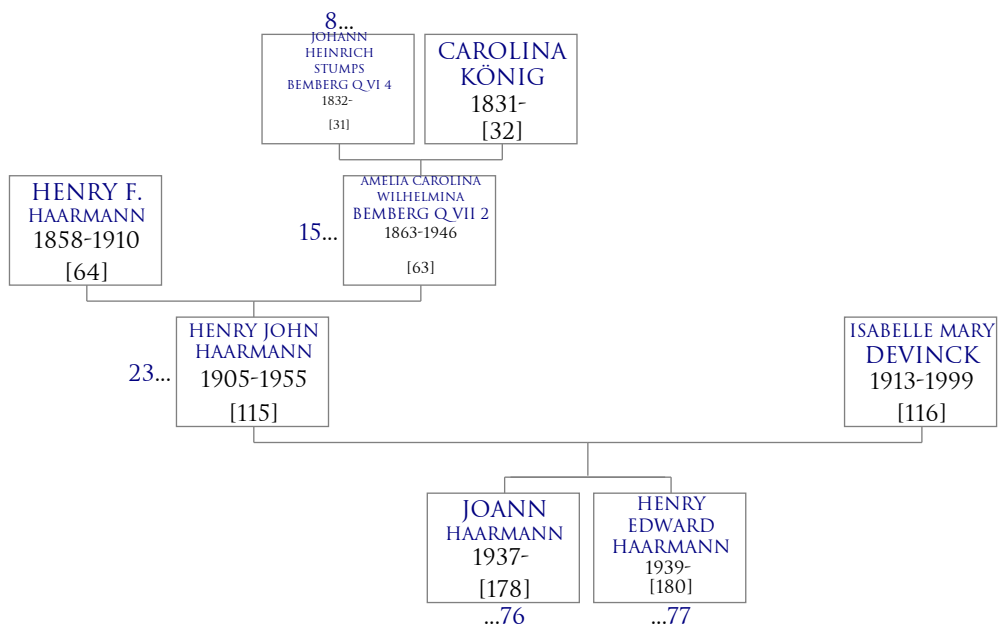 8...
JOHANN
HEINRICH
STUMPS
BEMBERG Q VI 4
1832-
[31]
CAROLINA
KÖNIG
1831-
[32]
HENRY F.
HAARMANN
1858-1910
[64]
15...
AMELIA CAROLINA
WILHELMINA
BEMBERG Q VII 2
1863-1946
[63]
23...
HENRY JOHN
HAARMANN
1905-1955
[115]
ISABELLE MARY
DEVINCK
1913-1999
[116]
JOANN
HAARMANN
1937-
[178]
...76
HENRY
EDWARD
HAARMANN
1939-
[180]
...77